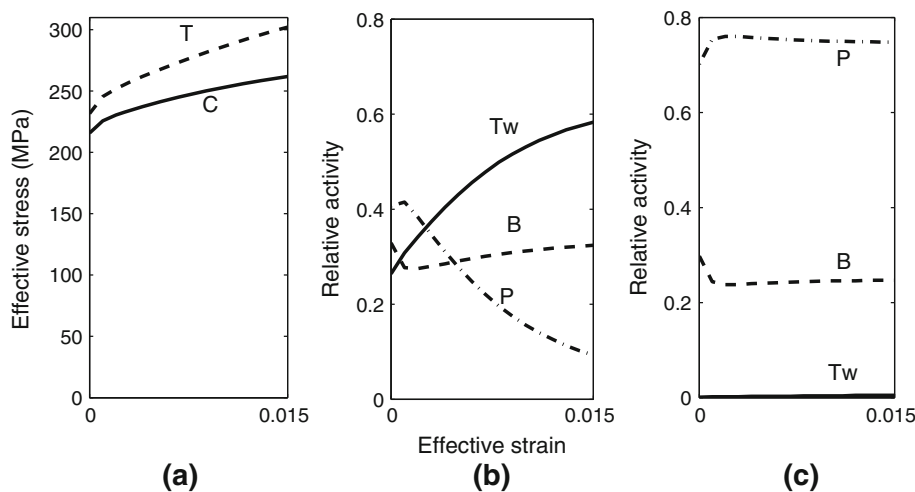 Effective stress (MPa)
300
250
200
150
100
50
0
0
0.015
T
C
(a)
Relative activity
0.8
0.6
0.4
0.2
0
0
0.015
Tw
B
P
Effective strain
(b)
Relative activity
0.8
0.6
0.4
0.2
0
0
0.015
P
B
Tw
(c)